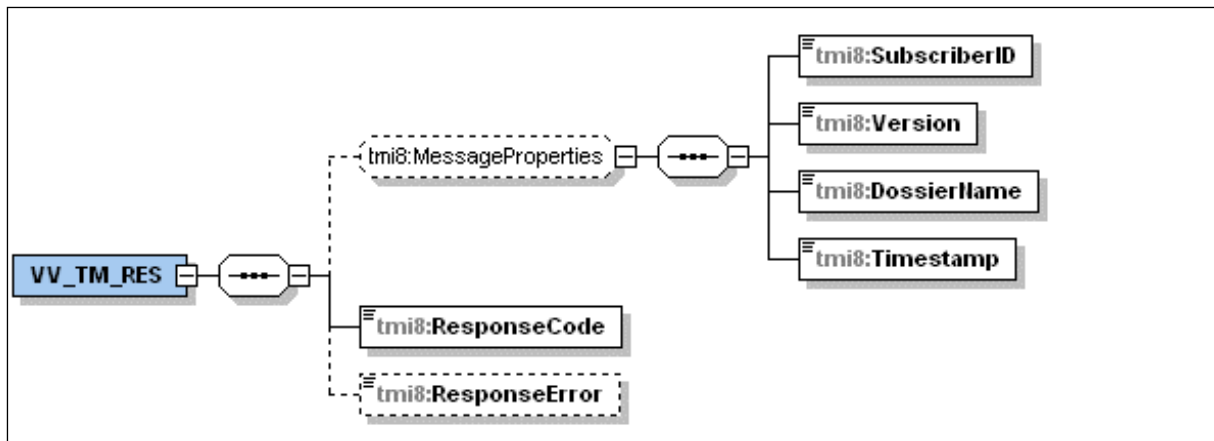 tmi8:SubscriberID
tmi8:MessageProperties
tmi8:Version
tmi8:DossierName
tmi8:Timestamp
VV_TM_RES
tmi8:ResponseCode
tmi8:ResponseError